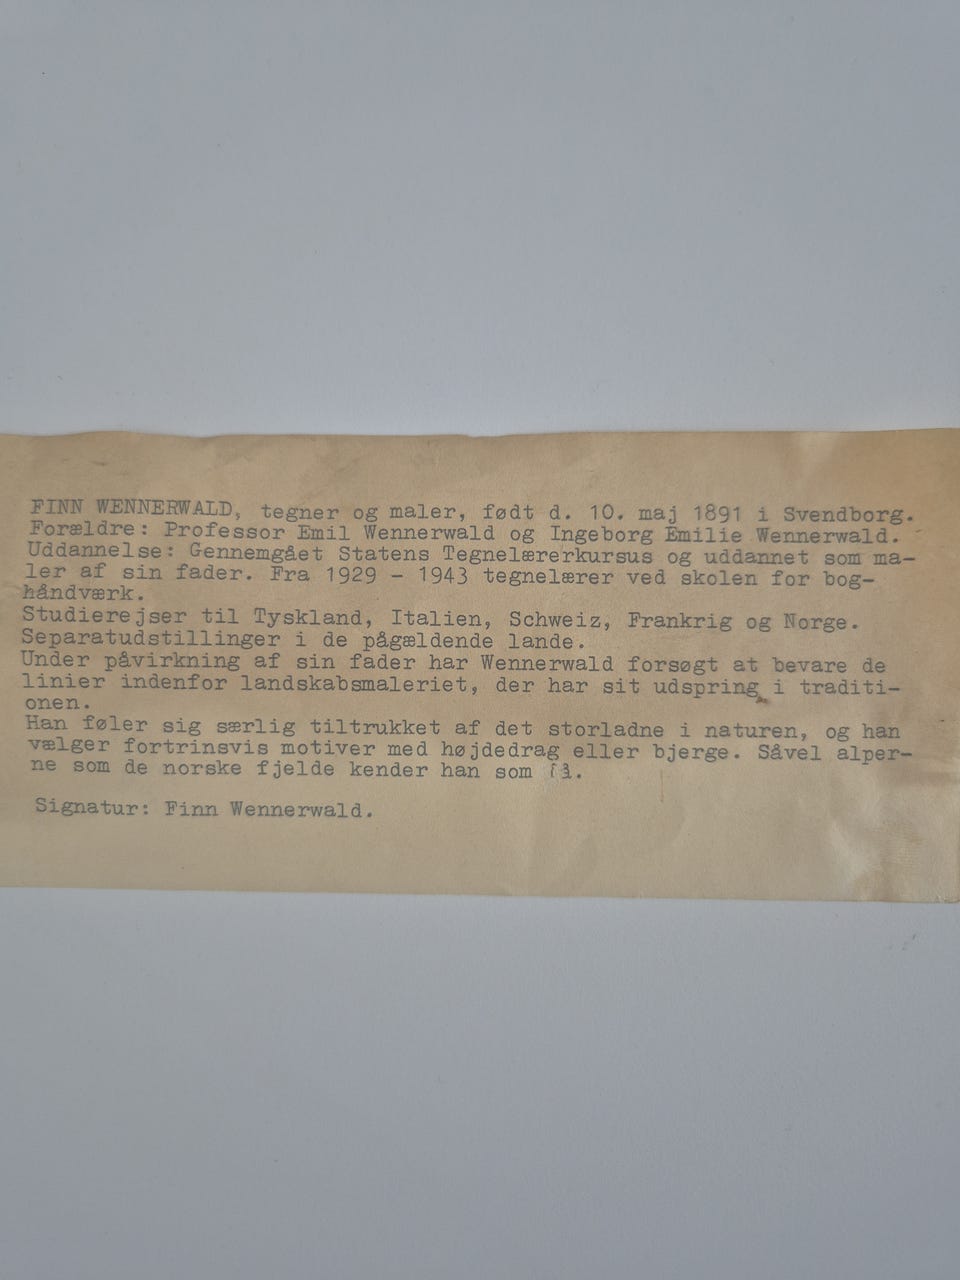 FINN WENNERWALD, tegner og maler, født d. 10. maj 1891 i Svendborg.
Forældre: Professor Emil Wennerwald og Ingeborg Emilie Wennerwald.
Uddannelse: Gennemgået Statens Tegnelærerkursus og uddannet som ma-
ler af sin fader. Fra 1929 - 1943 tegnelærer ved skolen for bog-
håndværk.
Studierejser til Tyskland, Italien, Schweiz, Frankrig og Norge.
Separatudstillinger i de pågældende lande.
Under påvirkning af sin fader har Wennerwald forsøgt at bevare de
linier indenfor landskabsmaleriet, der har sit udspring i traditi-
onen.
Han føler sig særlig tiltrukket af det storladne i naturen, og han
vælger fortrinsvis motiver med højdedrag eller bjerge. Såvel alper-
ne som de norske fjelde kender han som få.
Signatur: Finn Wennerwald.